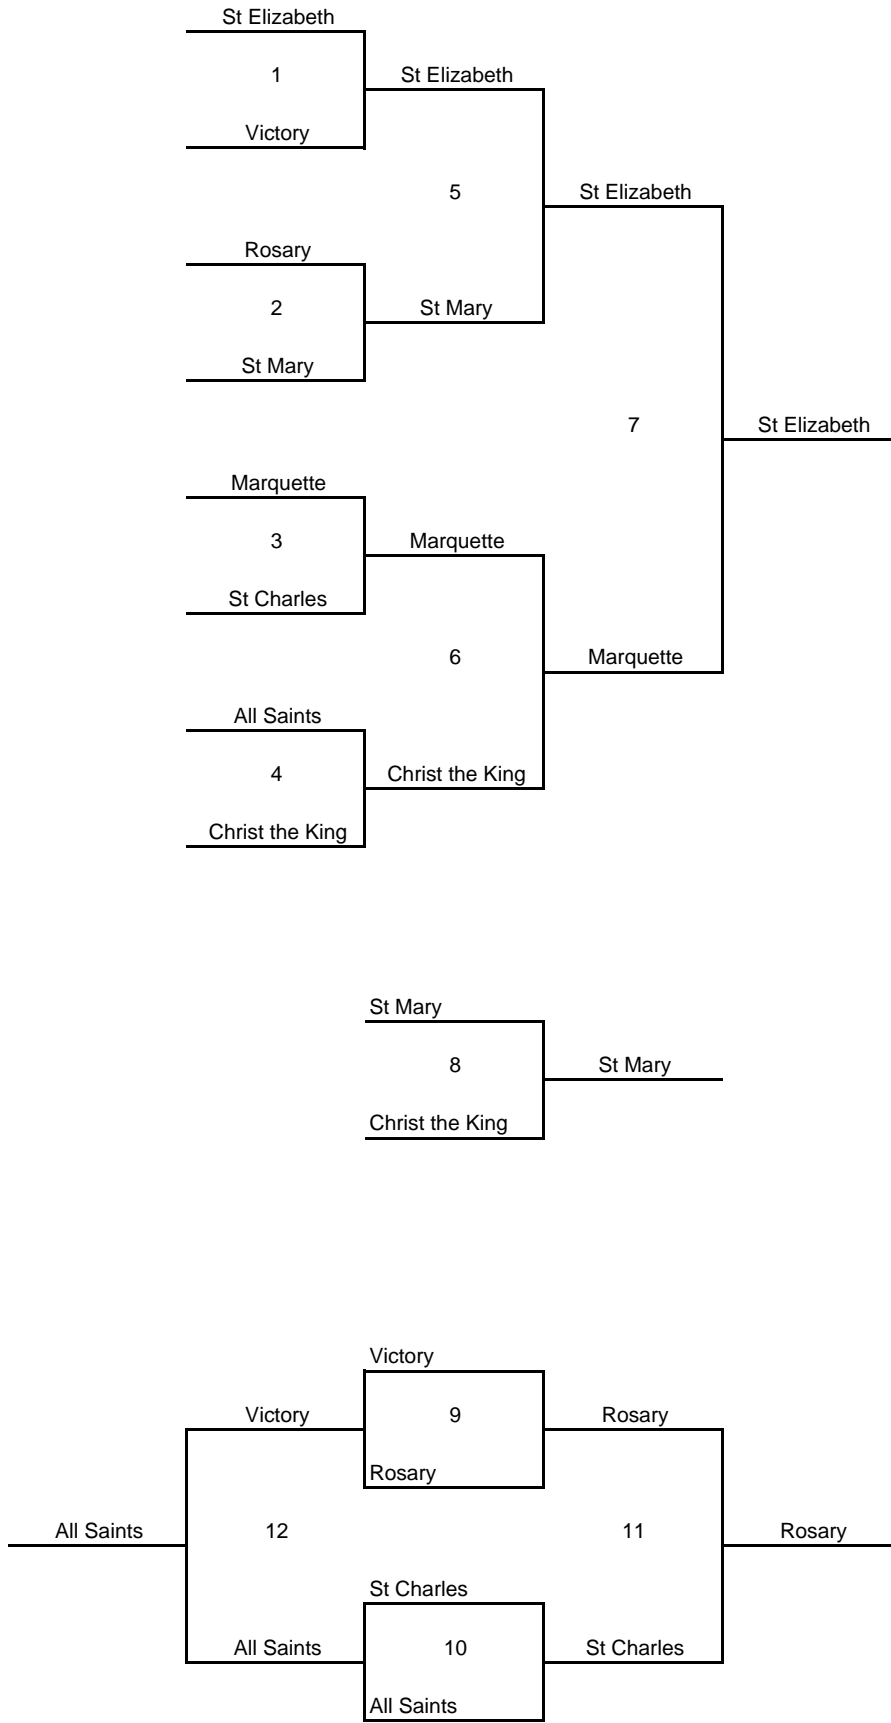 St Elizabeth
1
St Elizabeth
Victory
5
St Elizabeth
Rosary
2
St Mary
St Mary
7
St Elizabeth
Marquette
3
Marquette
St Charles
6
Marquette
All Saints
4
Christ the King
Christ the King
St Mary
8
St Mary
Christ the King
Victory
Victory
9
Rosary
Rosary
All Saints
12
11
Rosary
St Charles
All Saints
10
St Charles
All Saints